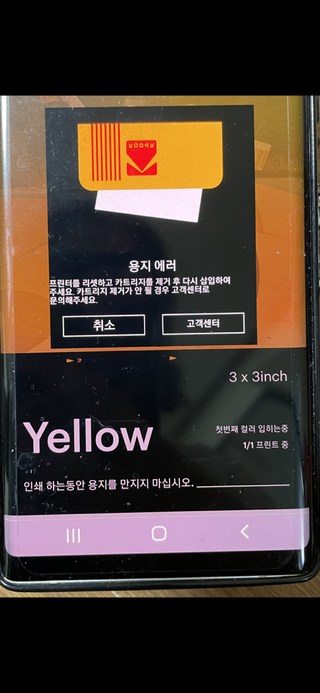 KODAK
용지 에러
프린터를 리셋하고 카트리지를 제거 후 다시 삽입하여
주세요. 카트리지 제거가 안 될 경우 고객센터로
문의해주세요.
취소
고객센터
3 x 3inch
Yellow
첫번째 컬러 입히는중
1/1 프린트 중
인쇄 하는동안 용지를 만지지 마십시오.